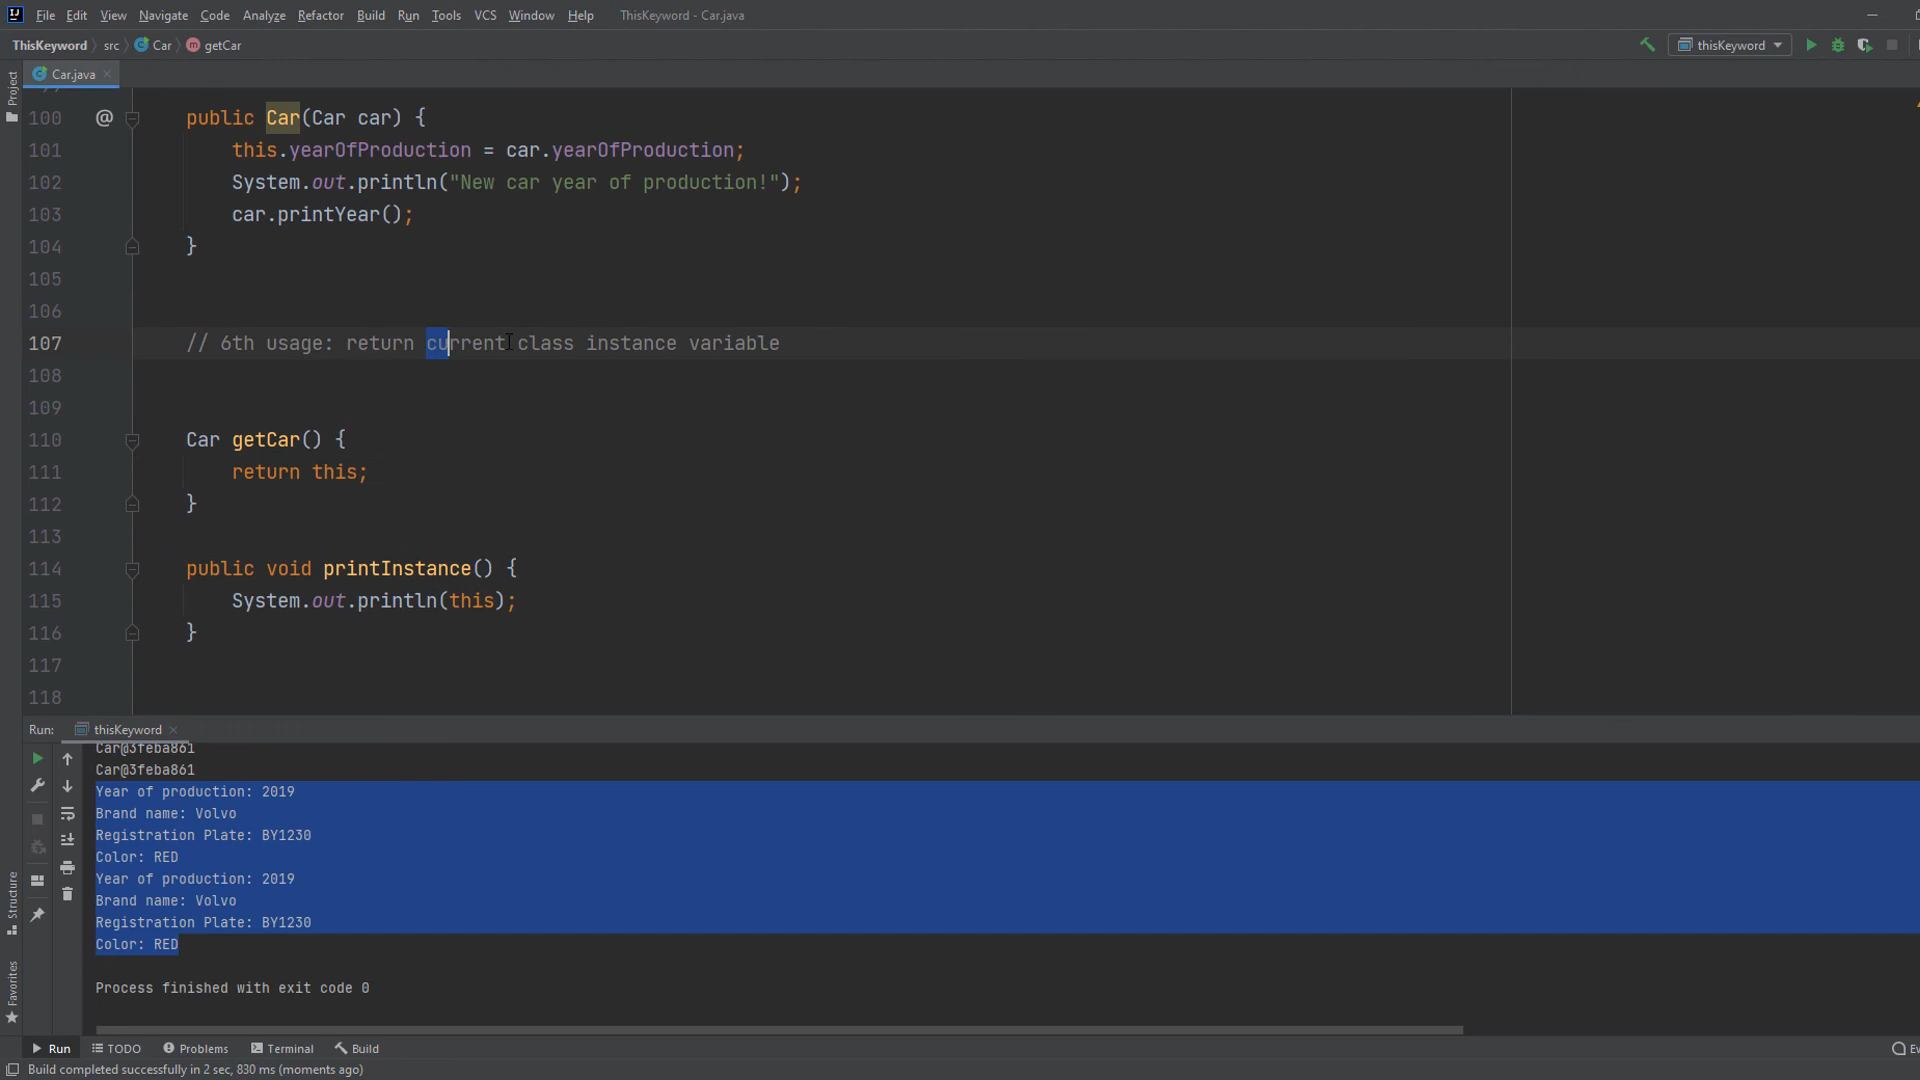 File Edit View Navigate Code Analyze Refactor Build Run Tools VCS Window Help ThisKeyword - Car.java
ThisKeyword src Car getCar thisKeyword
Project
Car.java
100 public Car(Car car) {
101 this.yearOfProduction = car.yearOfProduction;
102 System.out.println("New car year of production!");
103 car.printYear();
104 }
105
106
107 // 6th usage: return current class instance variable
108
109
110 Car getCar() {
111 return this;
112 }
113
114 public void printInstance() {
115 System.out.println(this);
116 }
117
118
Run: thisKeyword
Car@3feba861
Car@3feba861
Year of production: 2019
Brand name: Volvo
Registration Plate: BY1230
Color: RED
Year of production: 2019
Brand name: Volvo
Registration Plate: BY1230
Color: RED
Process finished with exit code 0
Structure
Favorites
Run TODO Problems Terminal Build
Build completed successfully in 2 sec, 830 ms (moments ago)